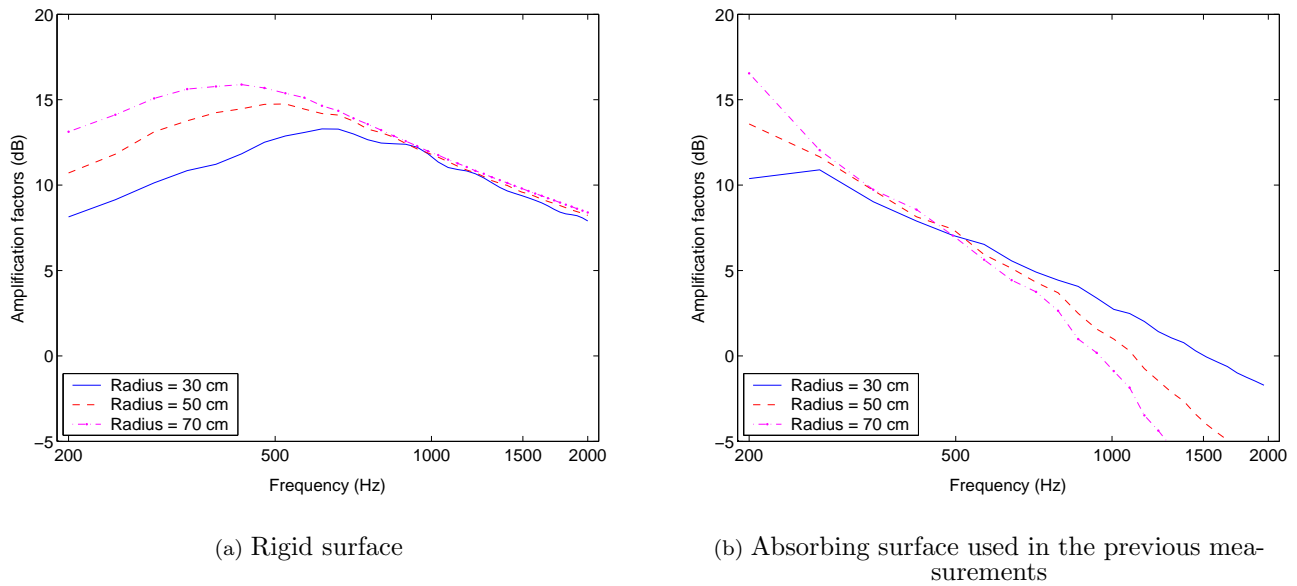 20
15
10
5
0
−5
200
500
1000
1500
2000
Amplification factors (dB)
Frequency (Hz)
Radius = 30 cm
Radius = 50 cm
Radius = 70 cm
(a) Rigid surface
20
15
10
5
0
−5
200
500
1000
1500
2000
Amplification factors (dB)
Frequency (Hz)
Radius = 30 cm
Radius = 50 cm
Radius = 70 cm
(b) Absorbing surface used in the previous mea-
surements